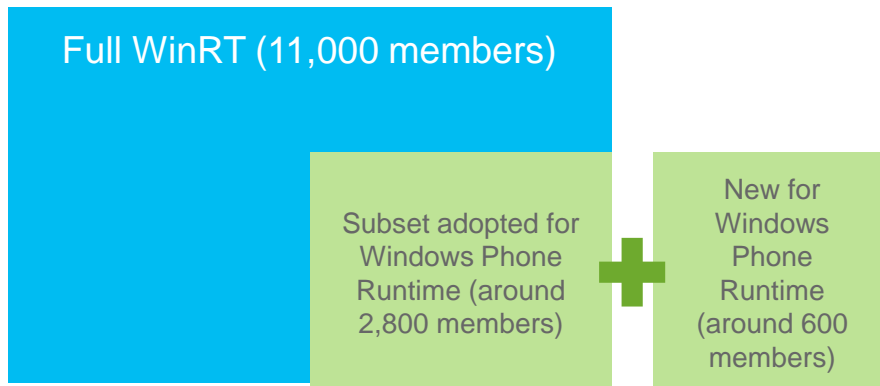 Full WinRT (11,000 members)
Subset adopted for
Windows Phone
Runtime (around
2,800 members)
New for
Windows
Phone
Runtime
(around 600
members)